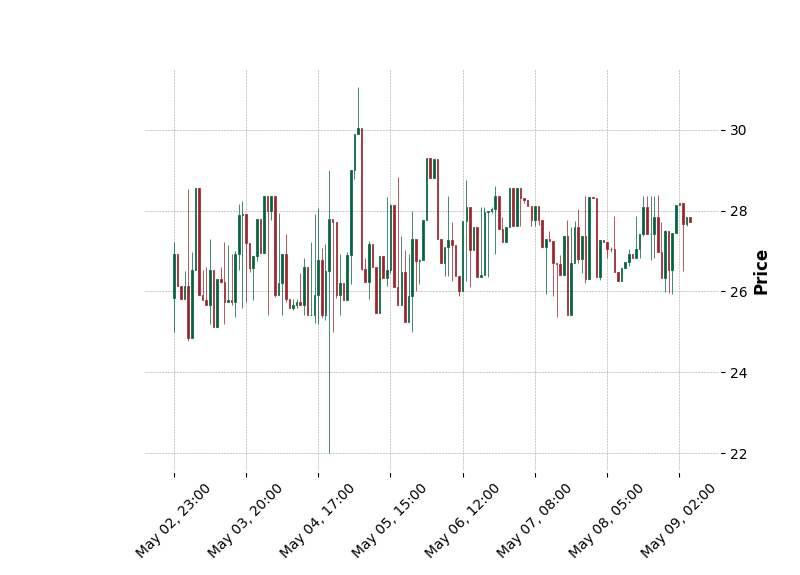 30
28
26
24
22
Price
May 02, 23:00
May 03, 20:00
May 04, 17:00
May 05, 15:00
May 06, 12:00
May 07, 08:00
May 08, 05:00
May 09, 02:00